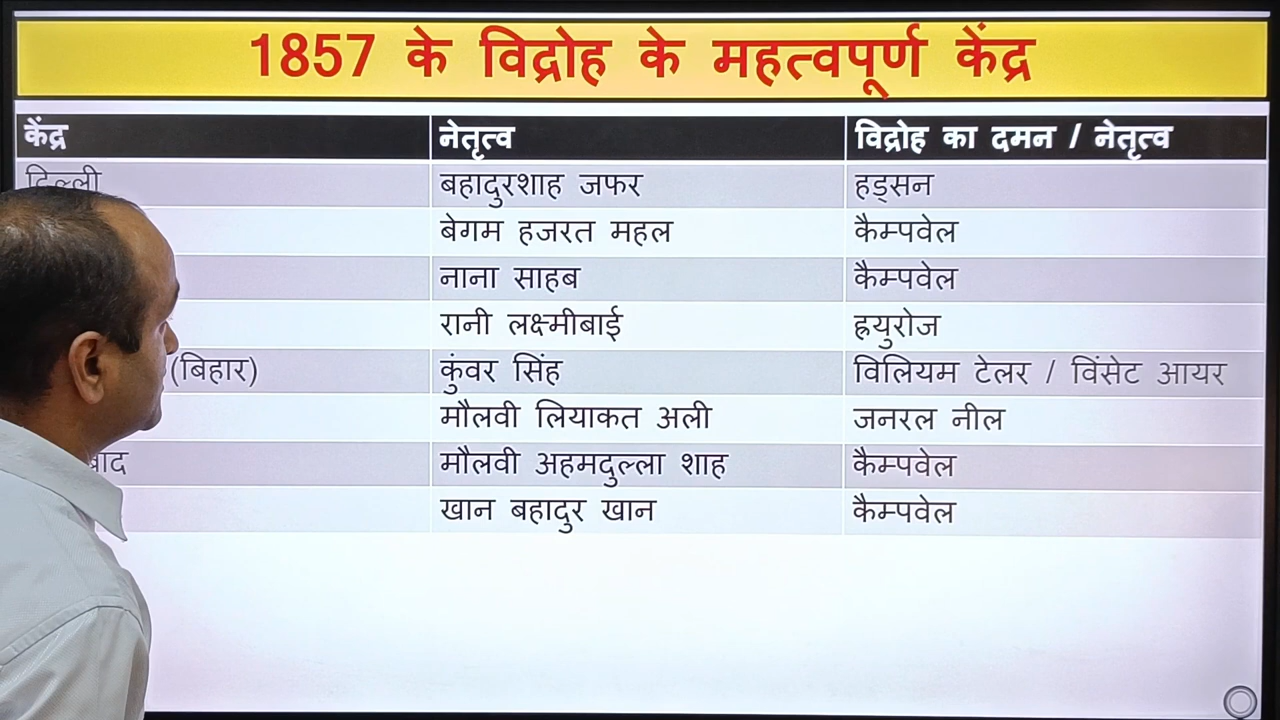 1857 के विद्रोह के महत्वपूर्ण केंद्र
केंद्र नेतृत्व विद्रोह का दमन / नेतृत्व
दिल्ली बहादुरशाह जफर हड्सन
बेगम हजरत महल कैम्पवेल
नाना साहब कैम्पवेल
रानी लक्ष्मीबाई ह्रयुरोज
(बिहार) कुंवर सिंह विलियम टेलर / विंसेट आयर
मौलवी लियाकत अली जनरल नील
मौलवी अहमदुल्ला शाह कैम्पवेल
खान बहादुर खान कैम्पवेल